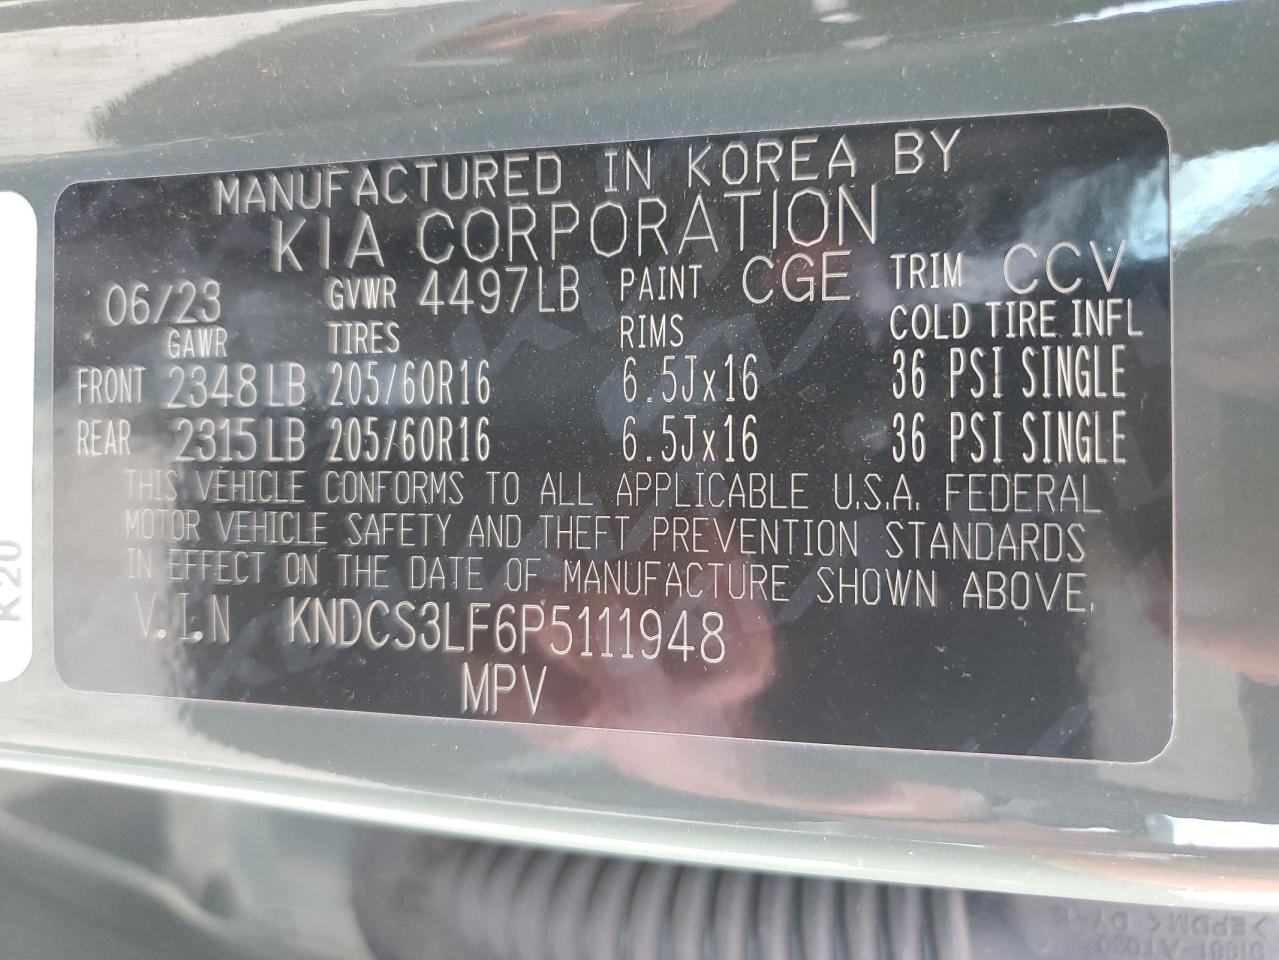 MANUFACTURED IN KOREA BY
KIA CORPORATION
06/23 GVWR 4497LB PAINT CGE TRIM CCV
GAWR TIRES RIMS COLD TIRE INFL
FRONT 2348LB 205/60R16 6.5Jx16 36 PSI SINGLE
REAR 2315LB 205/60R16 6.5Jx16 36 PSI SINGLE
THIS VEHICLE CONFORMS TO ALL APPLICABLE U.S.A. FEDERAL
MOTOR VEHICLE SAFETY AND THEFT PREVENTION STANDARDS
IN EFFECT ON THE DATE OF MANUFACTURE SHOWN ABOVE.
V.I.N KNDCS3LF6P5111948
MPV
K20
>EPDM< DY-